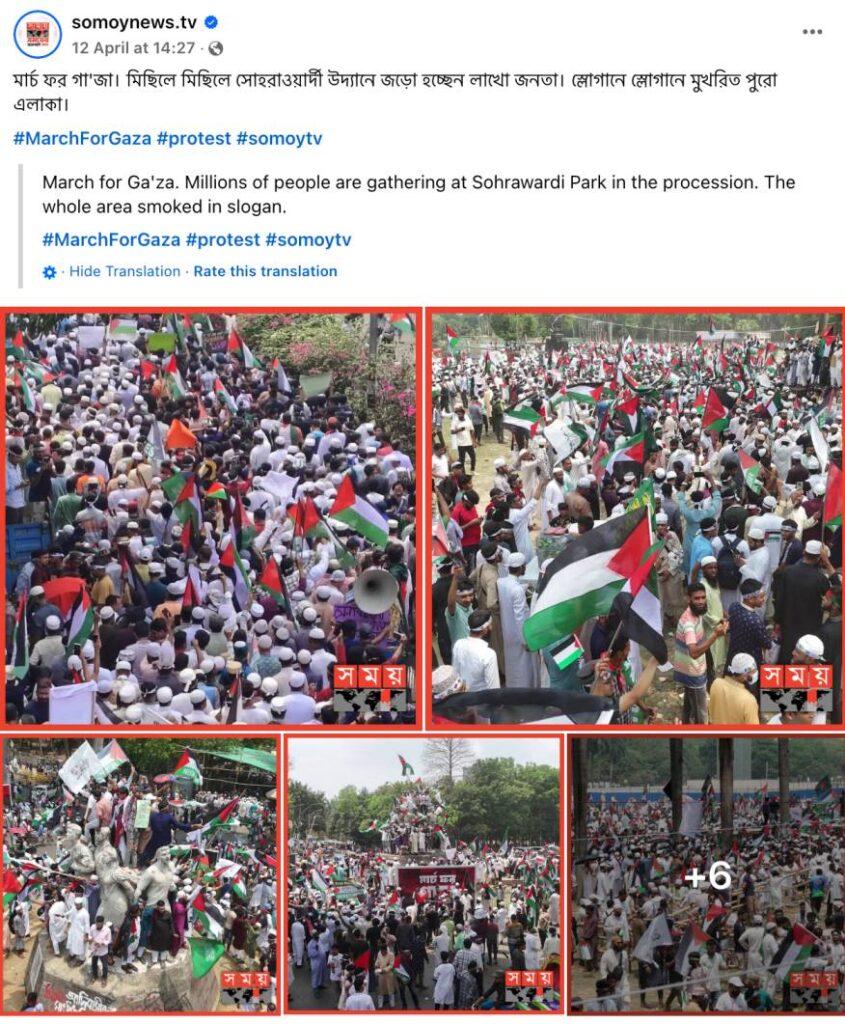 somoynews.tv
12 April at 14:27
মার্চ ফর গা'জা। মিছিলে মিছিলে সোহরাওয়ার্দী উদ্যানে জড়ো হচ্ছেন লাখো জনতা। স্লোগানে স্লোগানে মুখরিত পুরো
এলাকা।
#MarchForGaza #protest #somoytv
March for Ga'za. Millions of people are gathering at Sohrawardi Park in the procession. The
whole area smoked in slogan.
#MarchForGaza #protest #somoytv
· Hide Translation · Rate this translation
সময়
সময়
সময়
মার্চ ফর
সময়
+6
সময়